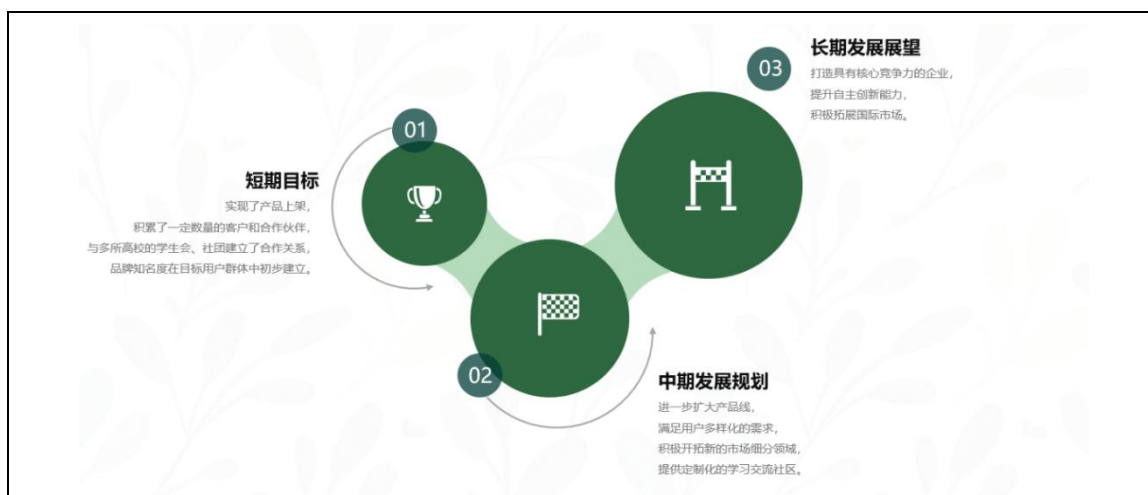 01
短期目标
实现了产品上架，
积累了一定数量的客户和合作伙伴，
与多所高校的学生会、社团建立了合作关系，
品牌知名度在目标用户群体中初步建立。
02
中期发展规划
进一步扩大产品线，
满足用户多样化的需求，
积极开拓新的市场细分领域，
提供定制化的学习交流社区。
03
长期发展展望
打造具有核心竞争力的企业，
提升自主创新能力，
积极拓展国际市场。